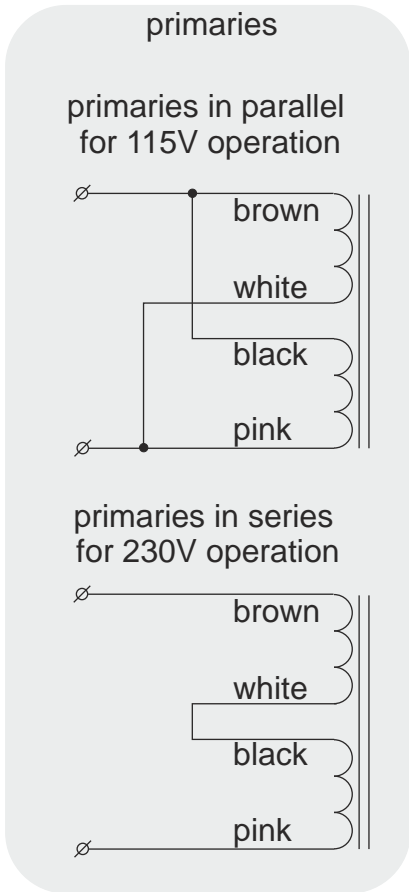 primaries
primaries in parallel
for 115V operation
brown
white
black
pink
primaries in series
for 230V operation
brown
white
black
pink